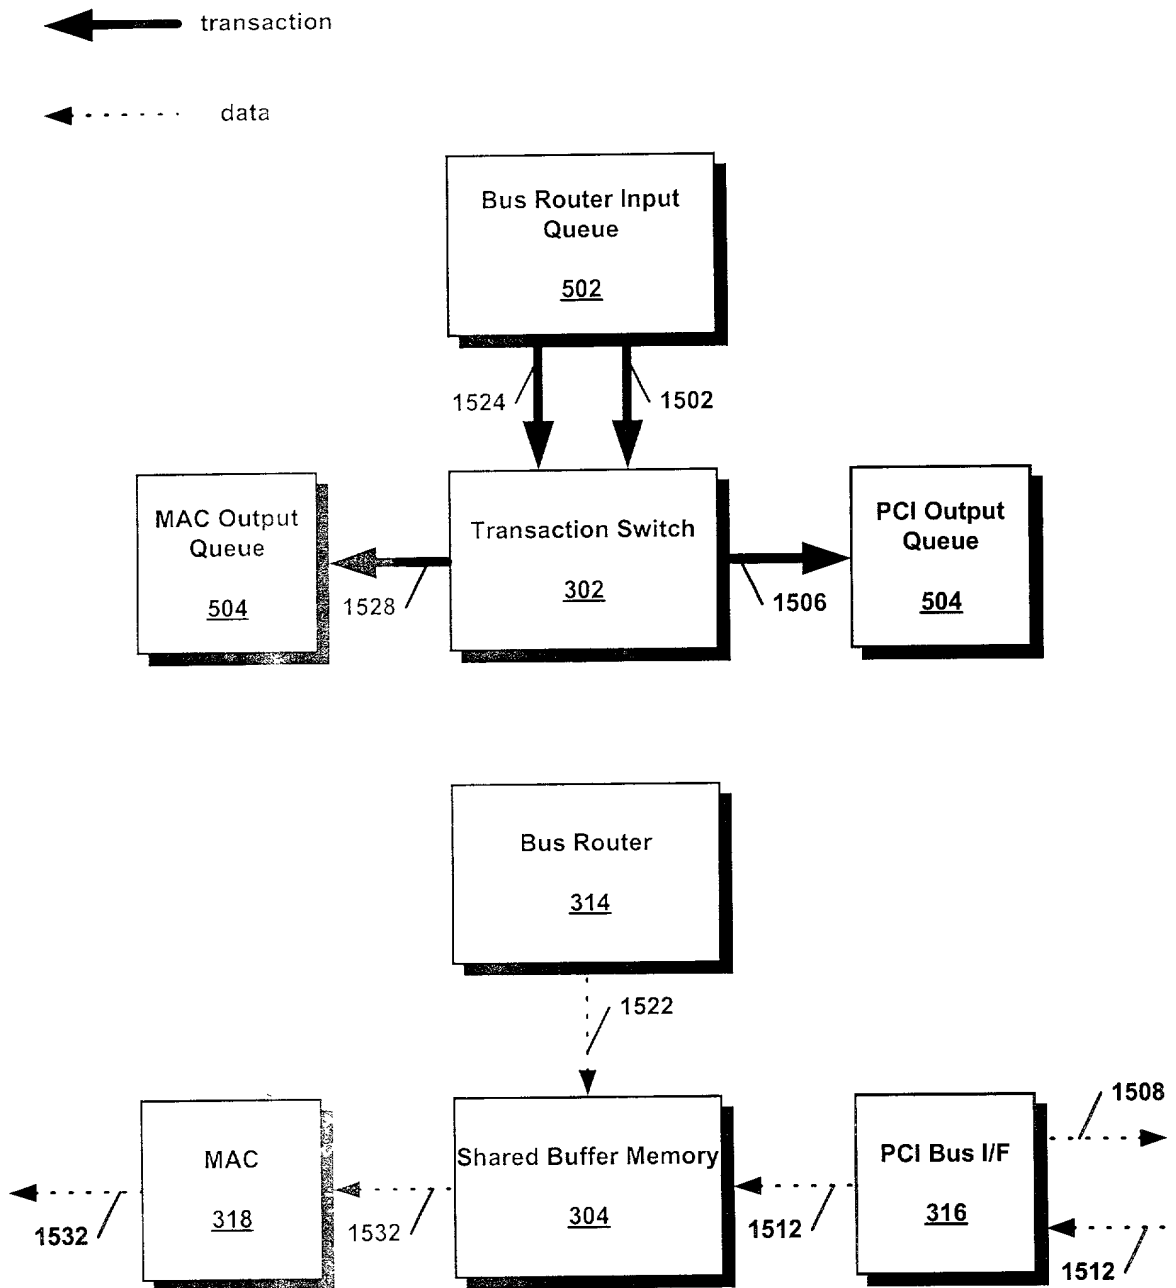 transaction
data
Bus Router Input
Queue
502
1524
1502
MAC Output
Queue
504
Transaction Switch
302
PCI Output
Queue
504
1528
1506
Bus Router
314
1522
1508
MAC
318
Shared Buffer Memory
304
PCI Bus I/F
316
1532
1532
1512
1512